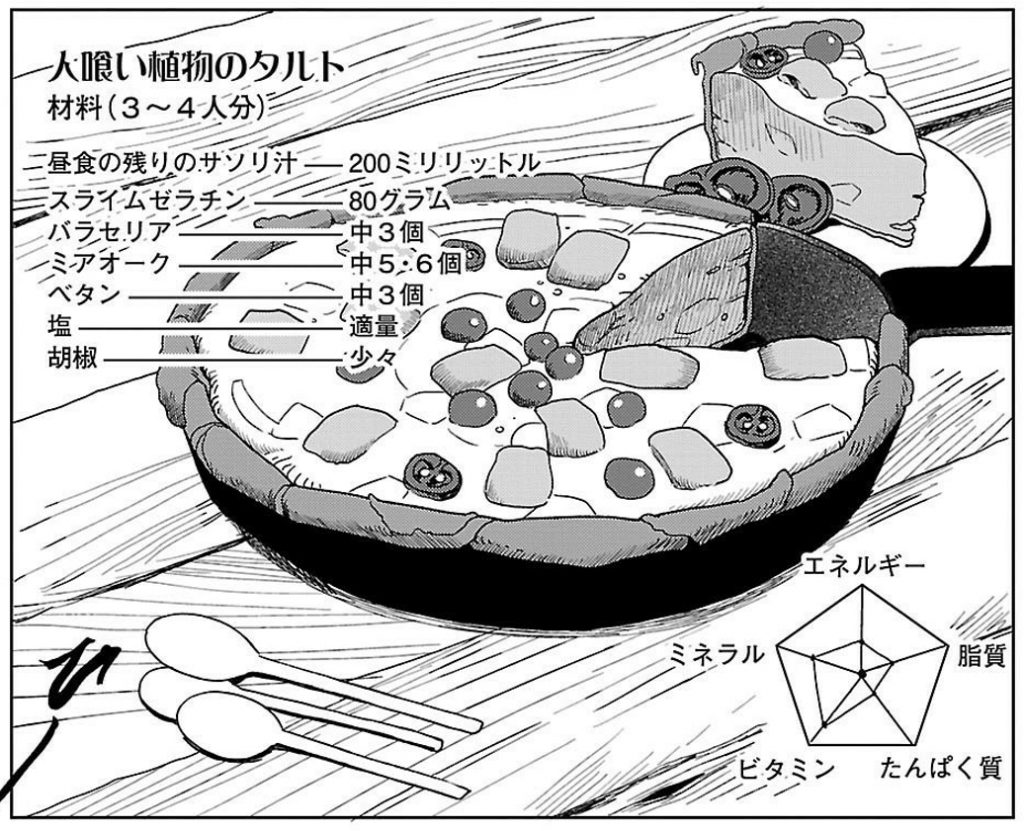 人喰い植物のタルト
材料(3〜4人分)
昼食の残りのサソリ汁 200ミリリットル
スライムゼラチン 80グラム
バラセリア 中3個
ミアオーク 中5・6個
ベタン 中3個
塩 適量
胡椒 少々
エネルギー
ミネラル
脂質
ビタミン
たんぱく質
ひ